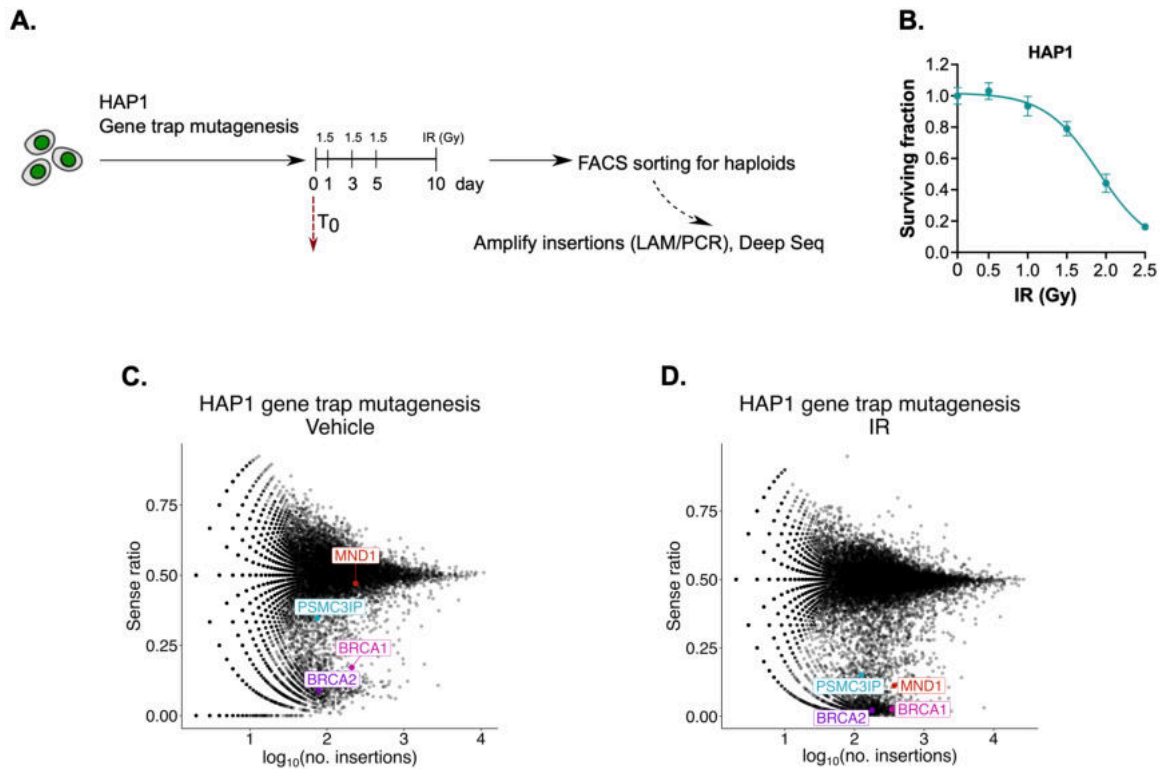 A.
HAP1
Gene trap mutagenesis
1.5 1.5 1.5 IR (Gy)
0 1 3 5 10 day
T0
FACS sorting for haploids
Amplify insertions (LAM/PCR), Deep Seq
B.
HAP1
Surviving fraction
1.2
1.0
0.8
0.6
0.4
0.2
0.0
0 0.5 1.0 1.5 2.0 2.5
IR (Gy)
C.
HAP1 gene trap mutagenesis
Vehicle
Sense ratio
0.75
0.50
0.25
0.00
MND1
PSMC3IP
BRCA1
BRCA2
1 2 3 4
log10(no. insertions)
D.
HAP1 gene trap mutagenesis
IR
Sense ratio
0.75
0.50
0.25
0.00
PSMC3IP
MND1
BRCA2
BRCA1
1 2 3 4
log10(no. insertions)